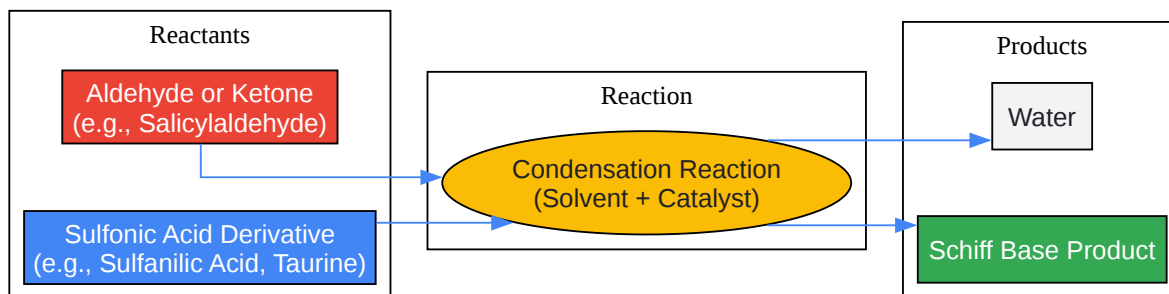 Reactants
Aldehyde or Ketone
(e.g., Salicylaldehyde)
Sulfonic Acid Derivative
(e.g., Sulfanilic Acid, Taurine)
Reaction
Condensation Reaction
(Solvent + Catalyst)
Products
Water
Schiff Base Product